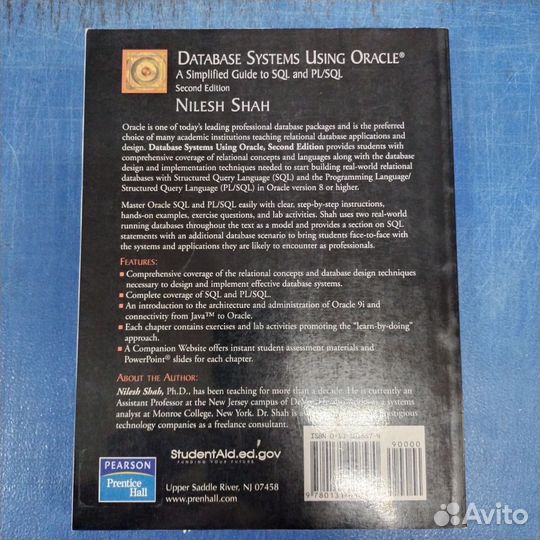 DATABASE SYSTEMS USING ORACLE®
A Simplified Guide to SQL and PL/SQL
Second Edition
NILESH SHAH
Oracle is one of today's leading professional database packages and is the preferred
choice of many academic institutions teaching relational database applications and
design. Database Systems Using Oracle, Second Edition provides students with
comprehensive coverage of relational concepts and languages along with the database
design and implementation techniques needed to start building real-world relational
databases with Structured Query Language (SQL) and the Programming Language/
Structured Query Language (PL/SQL) in Oracle version 8 or higher.
Master Oracle SQL and PL/SQL easily with clear, step-by-step instructions,
hands-on examples, exercise questions, and lab activities. Shah uses two real-world
running databases throughout the text as a model and provides a section on SQL
statements with an additional database scenario to bring students face-to-face with
the systems and applications they are likely to encounter as professionals.
FEATURES:
Comprehensive coverage of the relational concepts and database design techniques
necessary to design and implement effective database systems.
Complete coverage of SQL and PL/SQL.
An introduction to the architecture and administration of Oracle 9i and
connectivity from Java™ to Oracle.
Each chapter contains exercises and lab activities promoting the "learn-by-doing"
approach.
A Companion Website offers instant student assessment materials and
PowerPoint® slides for each chapter.
ABOUT THE AUTHOR:
Nilesh Shah, Ph.D., has been teaching for more than a decade. He is currently an
Assistant Professor at the New Jersey campus of a systems
analyst at Monroe College, New York. Dr. Shah
technology companies as a freelance consultant.
StudentAid.ed.gov
FUNDING YOUR FUTURE.
PEARSON
Prentice
Hall
Upper Saddle River, NJ 07458
www.prenhall.com
ISBN
90000
Avito